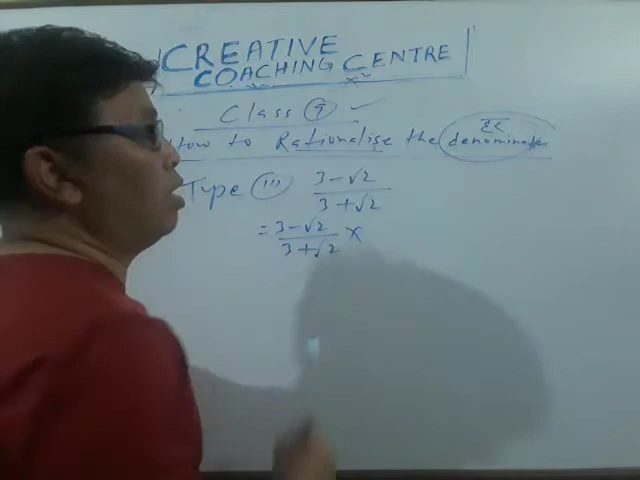 CREATIVE
COACHING CENTRE
Class 9
How to Rationalise the denominator
Type (iii) 3-√2 / 3+√2
= 3-√2 / 3+√2 ×